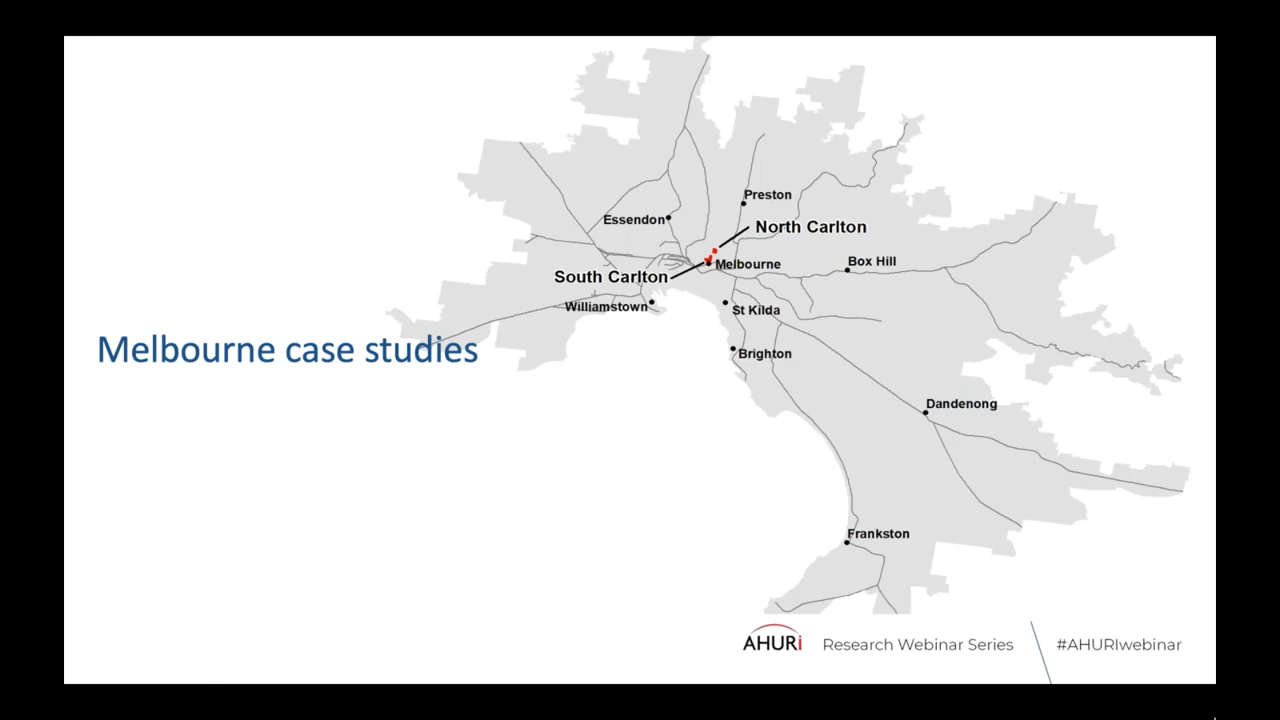 Preston
Essendon
North Carlton
Melbourne
Box Hill
South Carlton
Williamstown
St Kilda
Melbourne case studies
Brighton
Dandenong
Frankston
AHURi Research Webinar Series #AHURIwebinar